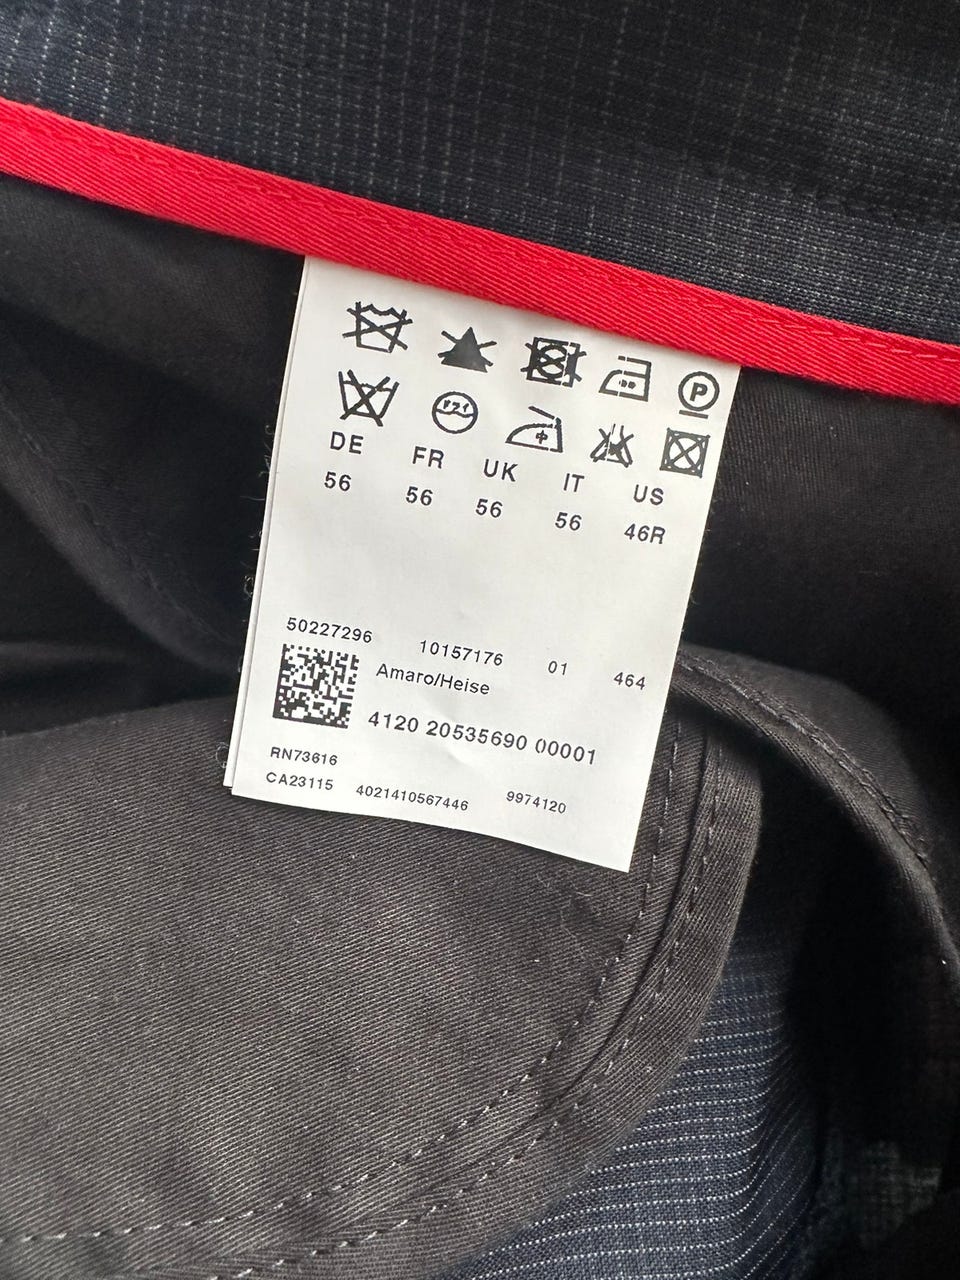 P
DE FR UK IT US
56 56 56 56 46R
50227296 10157176 01 464
Amaro/Heise
4120 20535690 00001
RN73616
CA23115 4021410567446 9974120